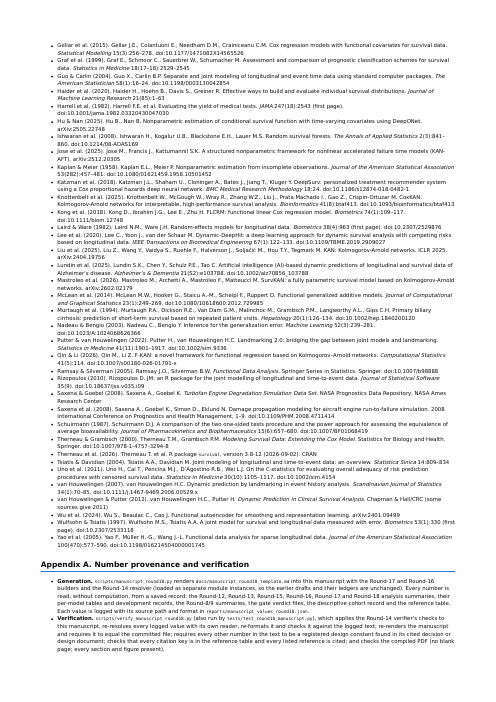 • Gellar et al. (2015). Gellar J.E., Colantuoni E., Needham D.M., Crainiceanu C.M. Cox regression models with functional covariates for survival data.
Statistical Modelling 15(3):256–278. doi:10.1177/1471082X14565526
• Graf et al. (1999). Graf E., Schmoor C., Sauerbrei W., Schumacher M. Assessment and comparison of prognostic classification schemes for survival
data. Statistics in Medicine 18(17-18):2529–2545
• Guo & Carlin (2004). Guo X., Carlin B.P. Separate and joint modeling of longitudinal and event time data using standard computer packages. The
American Statistician 58(1):16-24. doi:10.1198/0003130042854
• Haider et al. (2020). Haider H., Hoehn B., Davis S., Greiner R. Effective ways to build and evaluate individual survival distributions. Journal of
Machine Learning Research 21(85):1–63
• Harrell et al. (1982). Harrell F.E. et al. Evaluating the yield of medical tests. JAMA 247(18):2543 (first page).
doi:10.1001/jama.1982.03320430047030
• Hu & Nan (2025). Hu B., Nan B. Conditional estimation of conditional survival function with time-varying covariates using DeepONet.
arXiv:2505.22748
• Ishwaran et al. (2008). Ishwaran H., Kogalur U.B., Blackstone E.H., Lauer M.S. Random survival forests. The Annals of Applied Statistics 2(3):841–
860. doi:10.1214/08-AOAS169
• Jose et al. (2025). Jose M., Francis J., Kattumannil S.K. A structured nonparametric framework for nonlinear accelerated failure time models (KAN-
AFT). arXiv:2512.20305
• Kaplan & Meier (1958). Kaplan E.L., Meier P. Nonparametric estimation from incomplete observations. Journal of the American Statistical Association
53(282):457–481. doi:10.1080/01621459.1958.10501452
• Katzman et al. (2018). Katzman J.L., Shaham U., Cloninger A., Bates J., Jiang T., Kluger Y. DeepSurv: personalized treatment recommender system
using a Cox proportional hazards deep neural network. BMC Medical Research Methodology 18:24. doi:10.1186/s12874-018-0482-1
• Knottenbelt et al. (2025). Knottenbelt W., McGough W., Wray R., Zhang W.Z., Liu J., Prata Machado I., Gao Z., Crispin-Ortuzar M. CoxKAN:
Kolmogorov-Arnold networks for interpretable, high-performance survival analysis. Bioinformatics 41(8):btaf413. doi:10.1093/bioinformatics/btaf413
• Kong et al. (2018). Kong D., Ibrahim J.G., Lee E., Zhu H. FLCRM: functional linear Cox regression model. Biometrics 74(1):109–117.
doi:10.1111/biom.12748
• Laird & Ware (1982). Laird N.M., Ware J.H. Random-effects models for longitudinal data. Biometrics 38(4):963 (first page). doi:10.2307/2529876
• Lee et al. (2020). Lee C., Yoon J., van der Schaar M. Dynamic-DeepHit: a deep learning approach for dynamic survival analysis with competing risks
based on longitudinal data. IEEE Transactions on Biomedical Engineering 67(1):122–133. doi:10.1109/TBME.2019.2909027
• Liu et al. (2025). Liu Z., Wang Y., Vaidya S., Ruehle F., Halverson J., Soljačić M., Hou T.Y., Tegmark M. KAN: Kolmogorov-Arnold networks. ICLR 2025.
arXiv:2404.19756
• Lundin et al. (2025). Lundin S.K., Chen Y., Schulz P.E., Tao C. Artificial intelligence (AI)-based dynamic predictions of longitudinal and survival data of
Alzheimer's disease. Alzheimer's & Dementia 21(S2):e103788. doi:10.1002/alz70856_103788
• Mastroleo et al. (2026). Mastroleo M., Archetti A., Mastroleo F., Matteucci M. SurvKAN: a fully parametric survival model based on Kolmogorov-Arnold
networks. arXiv:2602.02179
• McLean et al. (2014). McLean M.W., Hooker G., Staicu A.-M., Scheipl F., Ruppert D. Functional generalized additive models. Journal of Computational
and Graphical Statistics 23(1):249–269. doi:10.1080/10618600.2012.729985
• Murtaugh et al. (1994). Murtaugh P.A., Dickson E.R., Van Dam G.M., Malinchoc M., Grambsch P.M., Langworthy A.L., Gips C.H. Primary biliary
cirrhosis: prediction of short-term survival based on repeated patient visits. Hepatology 20(1):126–134. doi:10.1002/hep.1840200120
• Nadeau & Bengio (2003). Nadeau C., Bengio Y. Inference for the generalization error. Machine Learning 52(3):239–281.
doi:10.1023/A:1024068626366
• Putter & van Houwelingen (2022). Putter H., van Houwelingen H.C. Landmarking 2.0: bridging the gap between joint models and landmarking.
Statistics in Medicine 41(11):1901–1917. doi:10.1002/sim.9336
• Qin & Li (2026). Qin M., Li Z. F-KAN: a novel framework for functional regression based on Kolmogorov-Arnold networks. Computational Statistics
41(5):114. doi:10.1007/s00180-026-01791-x
• Ramsay & Silverman (2005). Ramsay J.O., Silverman B.W. Functional Data Analysis. Springer Series in Statistics. Springer. doi:10.1007/b98888
• Rizopoulos (2010). Rizopoulos D. JM: an R package for the joint modelling of longitudinal and time-to-event data. Journal of Statistical Software
35(9). doi:10.18637/jss.v035.i09
• Saxena & Goebel (2008). Saxena A., Goebel K. Turbofan Engine Degradation Simulation Data Set. NASA Prognostics Data Repository, NASA Ames
Research Center
• Saxena et al. (2008). Saxena A., Goebel K., Simon D., Eklund N. Damage propagation modeling for aircraft engine run-to-failure simulation. 2008
International Conference on Prognostics and Health Management, 1–9. doi:10.1109/PHM.2008.4711414
• Schuirmann (1987). Schuirmann D.J. A comparison of the two one-sided tests procedure and the power approach for assessing the equivalence of
average bioavailability. Journal of Pharmacokinetics and Biopharmaceutics 15(6):657–680. doi:10.1007/BF01068419
• Therneau & Grambsch (2000). Therneau T.M., Grambsch P.M. Modeling Survival Data: Extending the Cox Model. Statistics for Biology and Health.
Springer. doi:10.1007/978-1-4757-3294-8
• Therneau (2026). Therneau T.M. R package survival, version 3.8-12 (2026-09-02). CRAN
• Tsiatis & Davidian (2004). Tsiatis A.A., Davidian M. Joint modeling of longitudinal and time-to-event data: an overview. Statistica Sinica 14:809–834
• Uno et al. (2011). Uno H., Cai T., Pencina M.J., D'Agostino R.B., Wei L.J. On the C-statistics for evaluating overall adequacy of risk prediction
procedures with censored survival data. Statistics in Medicine 30(10):1105–1117. doi:10.1002/sim.4154
• van Houwelingen (2007). van Houwelingen H.C. Dynamic prediction by landmarking in event history analysis. Scandinavian Journal of Statistics
34(1):70–85. doi:10.1111/j.1467-9469.2006.00529.x
• van Houwelingen & Putter (2012). van Houwelingen H.C., Putter H. Dynamic Prediction in Clinical Survival Analysis. Chapman & Hall/CRC (some
sources give 2011)
• Wu et al. (2024). Wu S., Beaulac C., Cao J. Functional autoencoder for smoothing and representation learning. arXiv:2401.09499
• Wulfsohn & Tsiatis (1997). Wulfsohn M.S., Tsiatis A.A. A joint model for survival and longitudinal data measured with error. Biometrics 53(1):330 (first
page). doi:10.2307/2533118
• Yao et al. (2005). Yao F., Müller H.-G., Wang J.-L. Functional data analysis for sparse longitudinal data. Journal of the American Statistical Association
100(470):577–590. doi:10.1198/016214504000001745
Appendix A. Number provenance and verification
• Generation. scripts/manuscript_round18.py renders docs/manuscript_round18_template.md into this manuscript with the Round-17 and Round-16
builders and the Round-14 resolver (loaded as separate module instances, so the earlier drafts and their ledgers are unchanged). Every number is
read, without computation, from a saved record: the Round-12, Round-13, Round-15, Round-16, Round-17 and Round-18 analysis summaries, their
per-model tables and development records, the Round-8/9 summaries, the gate verdict files, the descriptive cohort record and the reference table.
Each value is logged with its source path and format in reports/manuscript_values_round18.json.
• Verification. scripts/verify_manuscript_round18.py (also run by tests/test_round18_manuscript.py), which applies the Round-14 verifier's checks to
this manuscript, re-resolves every logged value with its own reader, re-formats it and checks it against the logged text; re-renders the manuscript
and requires it to equal the committed file; requires every other number in the text to be a registered design constant found in its cited decision or
design document; checks that every citation key is in the reference table and every listed reference is cited; and checks the compiled PDF (no blank
page; every section and figure present).